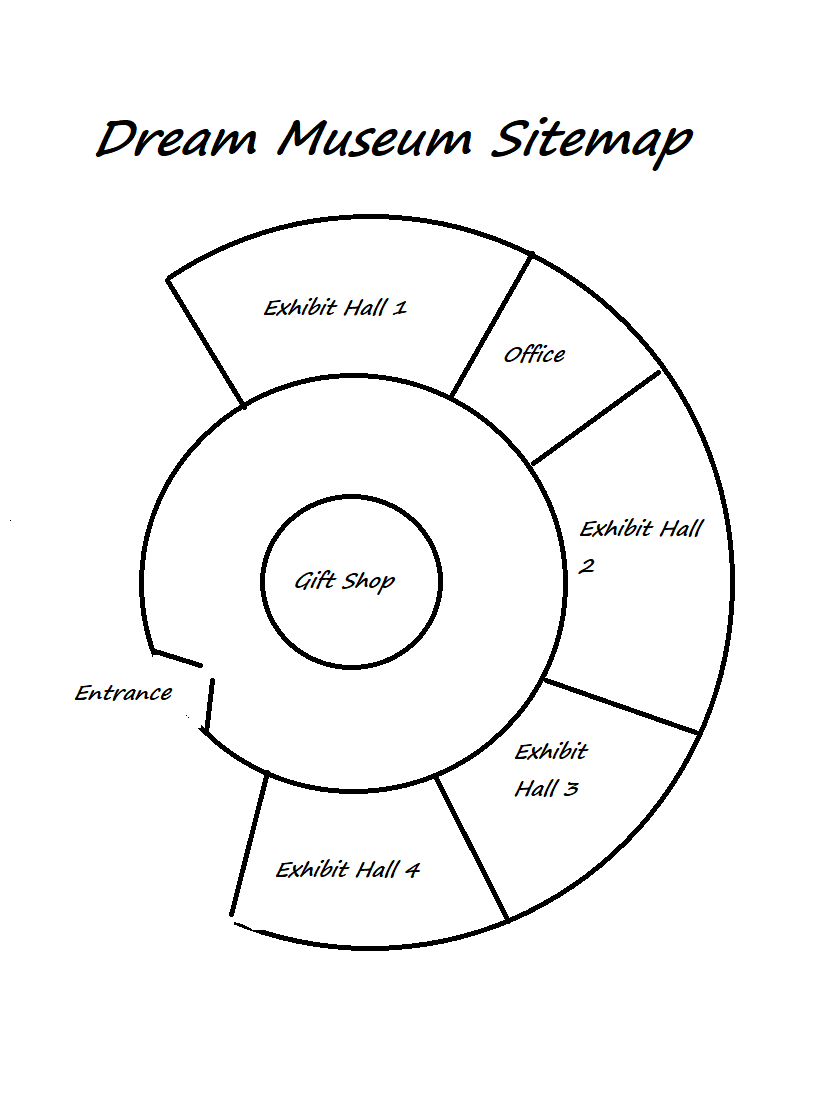 Dream Museum Sitemap
Exhibit Hall 1
Office
Exhibit Hall
2
Gift Shop
Entrance
Exhibit
Hall 3
Exhibit Hall 4